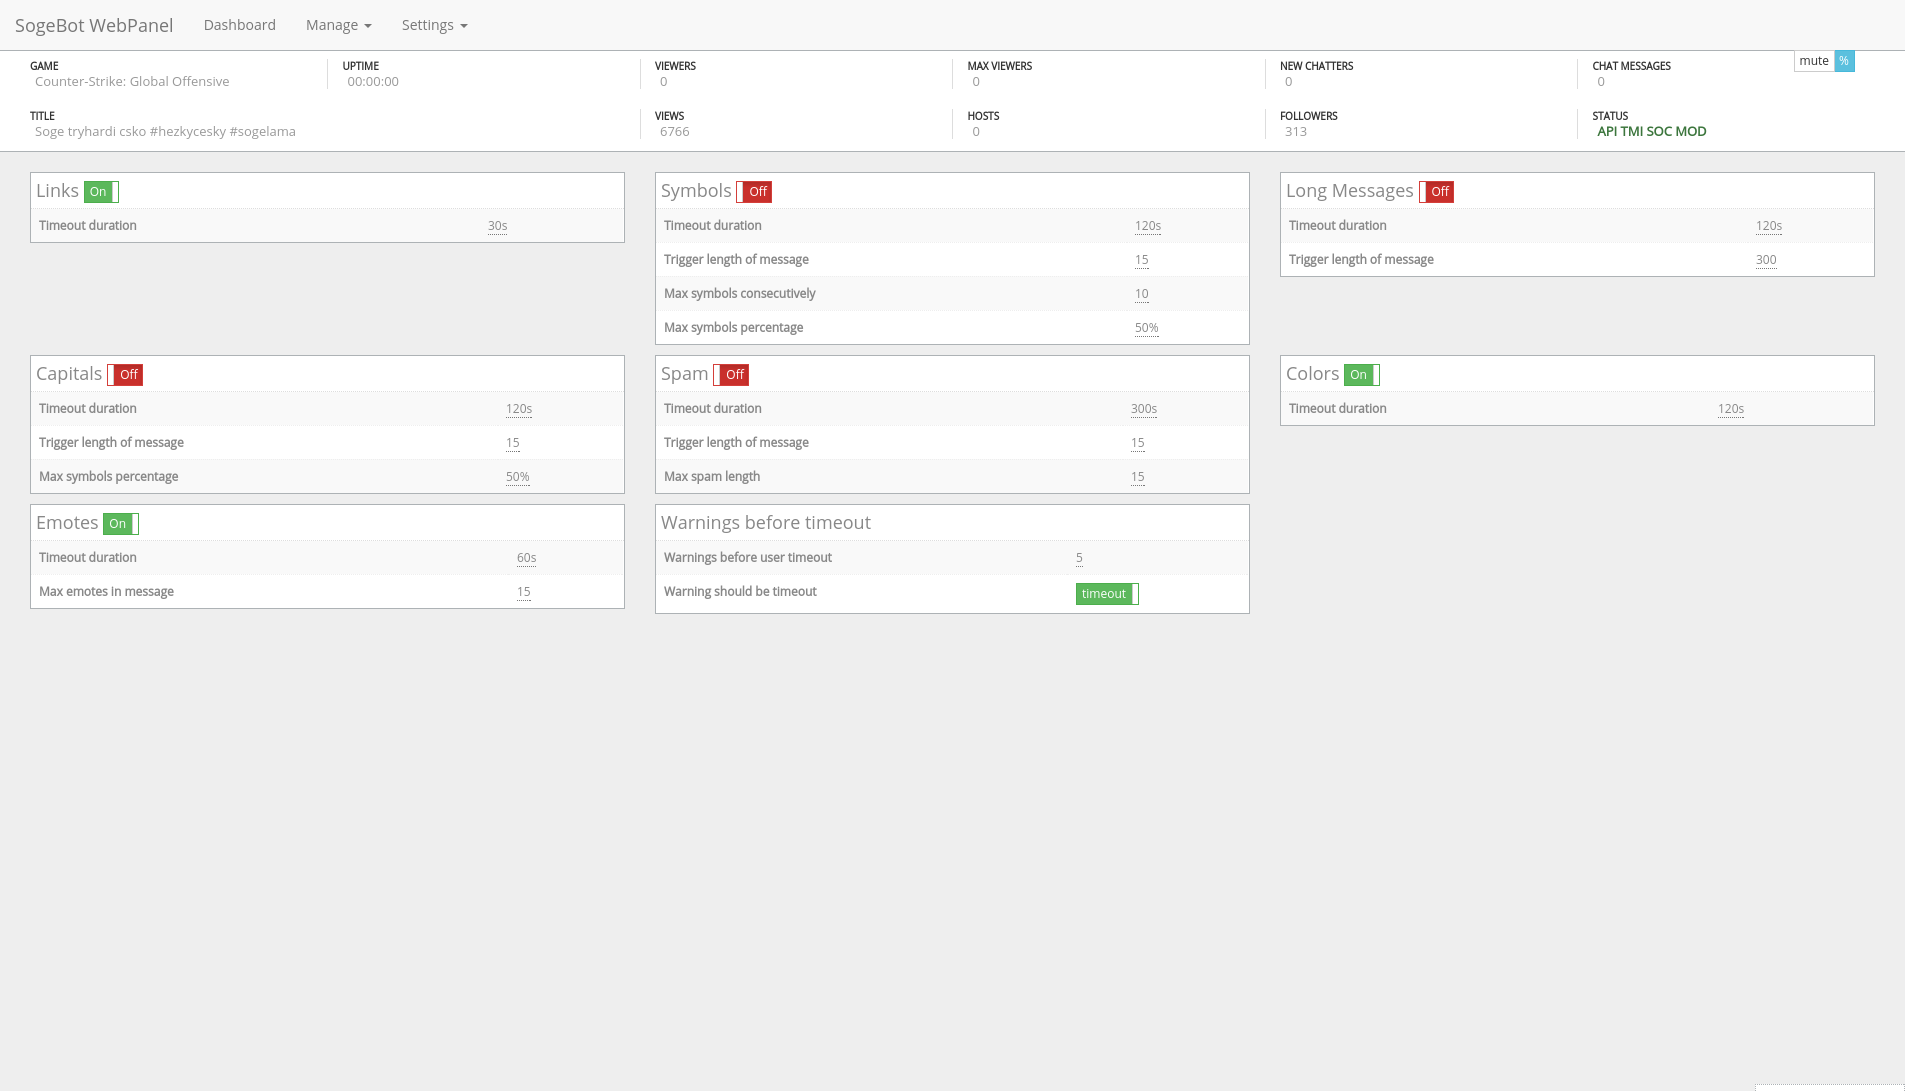 SogeBot WebPanel Dashboard Manage Settings
mute %
GAME UPTIME VIEWERS MAX VIEWERS NEW CHATTERS CHAT MESSAGES
Counter-Strike: Global Offensive 00:00:00 0 0 0 0
TITLE VIEWS HOSTS FOLLOWERS STATUS
Soge tryhardi csko #hezkycesky #sogelama 6766 0 313 API TMI SOC MOD
Links On
Timeout duration 30s
Symbols Off
Timeout duration 120s
Trigger length of message 15
Max symbols consecutively 10
Max symbols percentage 50%
Long Messages Off
Timeout duration 120s
Trigger length of message 300
Capitals Off
Timeout duration 120s
Trigger length of message 15
Max symbols percentage 50%
Spam Off
Timeout duration 300s
Trigger length of message 15
Max spam length 15
Colors On
Timeout duration 120s
Emotes On
Timeout duration 60s
Max emotes in message 15
Warnings before timeout
Warnings before user timeout 5
Warning should be timeout timeout